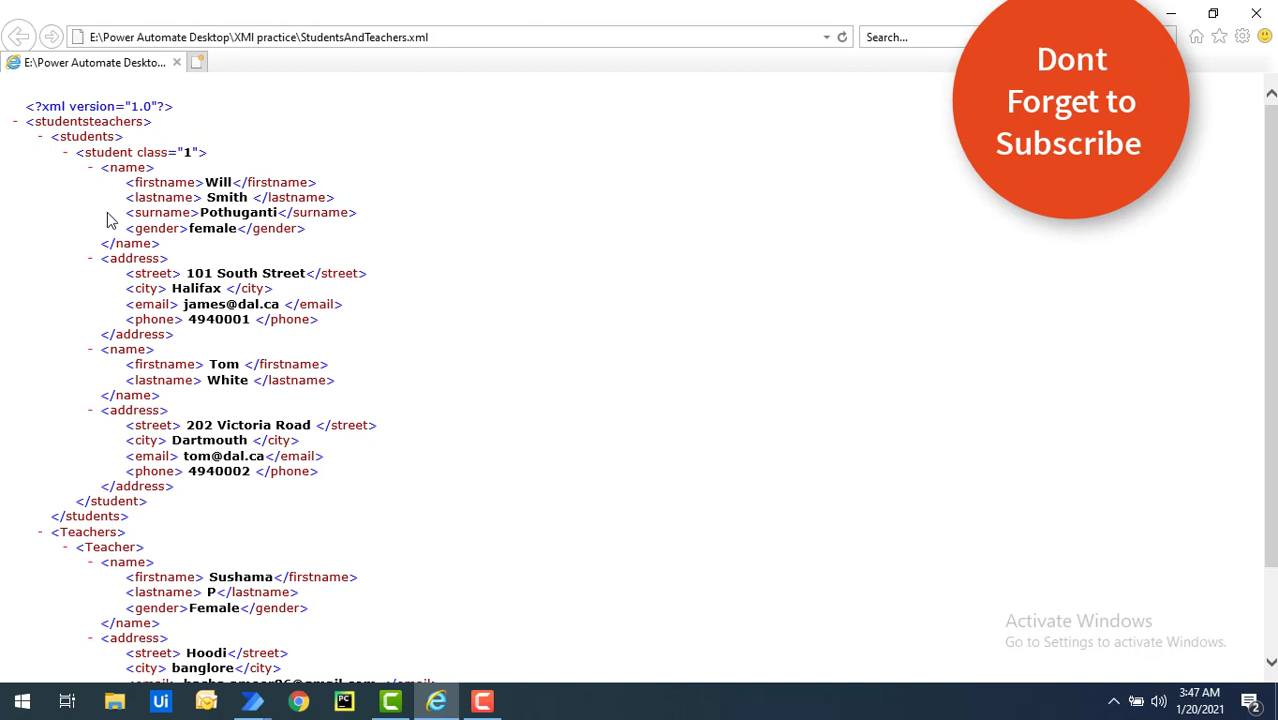 E:\Power Automate Desktop\XMl practice\StudentsAndTeachers.xml
Search...
E:\Power Automate Deskto...
Dont
Forget to
Subscribe
<?xml version="1.0"?>
- <studentsteachers>
- <students>
- <student class="1">
- <name>
<firstname>Will</firstname>
<lastname> Smith </lastname>
<surname>Pothuganti</surname>
<gender>female</gender>
</name>
- <address>
<street> 101 South Street</street>
<city> Halifax </city>
<email> james@dal.ca </email>
<phone> 4940001 </phone>
</address>
- <name>
<firstname> Tom </firstname>
<lastname> White </lastname>
</name>
- <address>
<street> 202 Victoria Road </street>
<city> Dartmouth </city>
<email> tom@dal.ca</email>
<phone> 4940002 </phone>
</address>
</student>
</students>
- <Teachers>
- <Teacher>
- <name>
<firstname> Sushama</firstname>
<lastname> P</lastname>
<gender>Female</gender>
</name>
- <address>
<street> Hoodi</street>
<city> banglore</city>
Activate Windows
Go to Settings to activate Windows.
Ui
PC
3:47 AM
1/20/2021
2